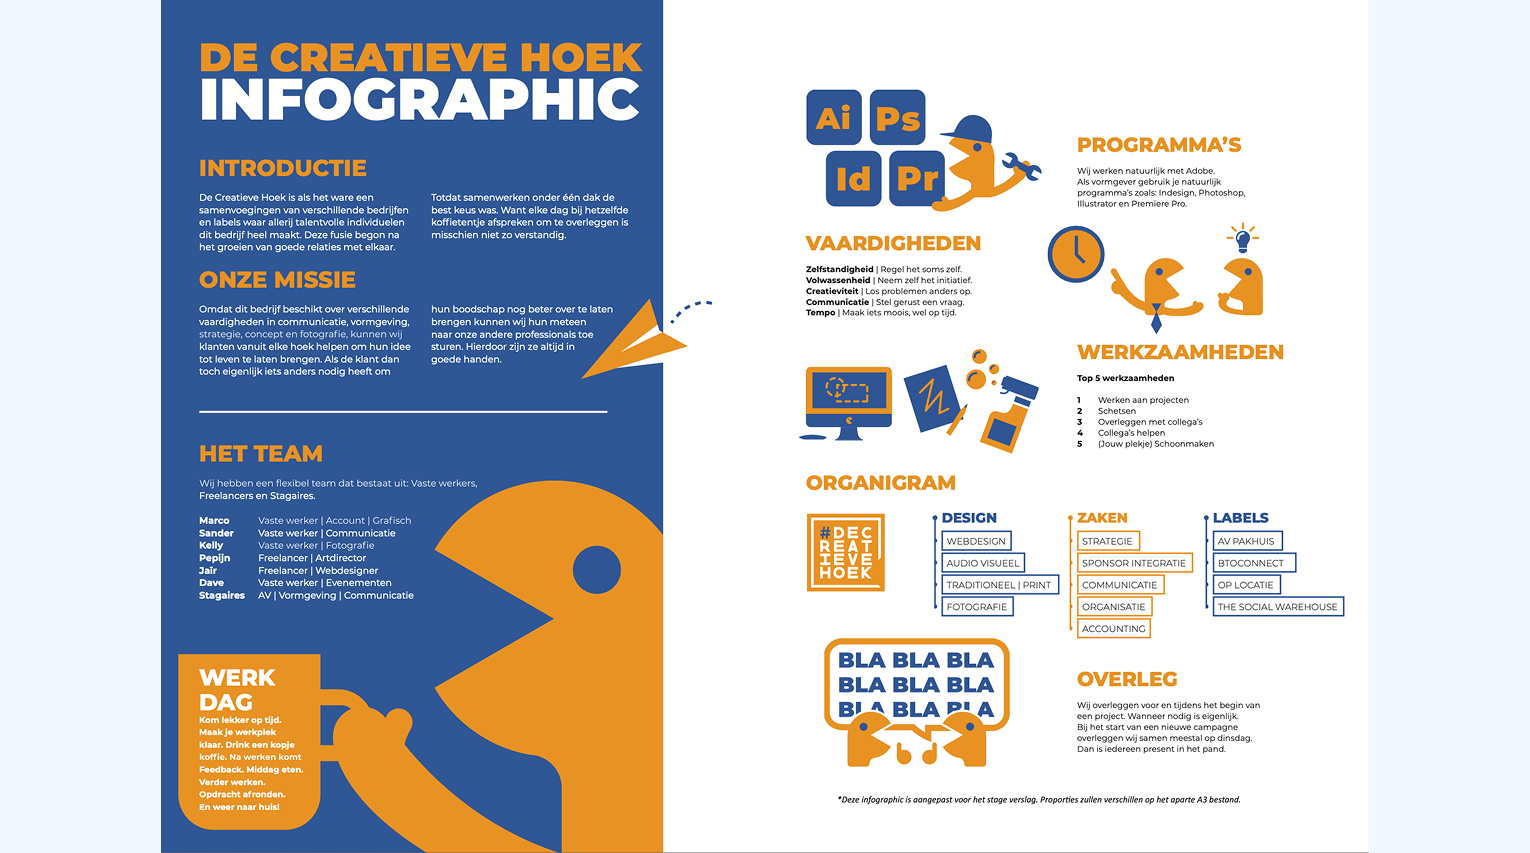 DE CREATIEVE HOEK
INFOGRAPHIC
INTRODUCTIE
De Creatieve Hoek is als het ware een
samenvoegingen van verschillende bedrijfen
en labels waar allerij talentvolle individuelen
dit bedrijf heel maakt. Deze fusie begon na
het groeien van goede relaties met elkaar.
Totdat samenwerken onder één dak de
best keus was. Want elke dag bij hetzelfde
koffietentje afspreken om te overleggen is
misschien niet zo verstandig.
ONZE MISSIE
Omdat dit bedrijf beschikt over verschillende
vaardigheden in communicatie, vormgeving,
strategie, concept en fotografie, kunnen wij
klanten vanuit elke hoek helpen om hun idee
tot leven te laten brengen. Als de klant dan
toch eigenlijk iets anders nodig heeft om
hun boodschap nog beter over te laten
brengen kunnen wij hun meteen
naar onze andere professionals toe
sturen. Hierdoor zijn ze altijd in
goede handen.
HET TEAM
Wij hebben een flexibel team dat bestaat uit: Vaste werkers,
Freelancers en Stagaires.
Marco Vaste werker | Account | Grafisch
Sander Vaste werker | Communicatie
Kelly Vaste werker | Fotografie
Pepijn Freelancer | Artdirector
Jaïr Freelancer | Webdesigner
Dave Vaste werker | Evenementen
Stagaires AV | Vormgeving | Communicatie
WERK
DAG
Kom lekker op tijd.
Maak je werkplek
klaar. Drink een kopje
koffie. Na werken komt
Feedback. Middag eten.
Verder werken.
Opdracht afronden.
En weer naar huis!
Ai Ps
Id Pr
PROGRAMMA'S
Wij werken natuurlijk met Adobe.
Als vormgever gebruik je natuurlijk
programma's zoals: Indesign, Photoshop,
Illustrator en Premiere Pro.
VAARDIGHEDEN
Zelfstandigheid | Regel het soms zelf.
Volwassenheid | Neem zelf het initiatief.
Creativiteit | Los problemen anders op.
Communicatie | Stel gerust een vraag.
Tempo | Maak iets moois, wel op tijd.
WERKZAAMHEDEN
Top 5 werkzaamheden
1 Werken aan projecten
2 Schetsen
3 Overleggen met collega's
4 Collega's helpen
5 (Jouw plekje) Schoonmaken
ORGANIGRAM
#DEC
REAT
IEVE
HOEK
DESIGN
WEBDESIGN
AUDIO VISUEEL
TRADITIONEEL | PRINT
FOTOGRAFIE
ZAKEN
STRATEGIE
SPONSOR INTEGRATIE
COMMUNICATIE
ORGANISATIE
ACCOUNTING
LABELS
AV PAKHUIS
BTOCONNECT
OP LOCATIE
THE SOCIAL WAREHOUSE
BLA BLA BLA
BLA BLA BLA
BLA BLA BLA
OVERLEG
Wij overleggen voor en tijdens het begin van
een project. Wanneer nodig is eigenlijk.
Bij het start van een nieuwe campagne
overleggen wij samen meestal op dinsdag.
Dan is iedereen present in het pand.
*Deze infographic is aangepast voor het stage verslag. Proporties zullen verschillen op het aparte A3 bestand.